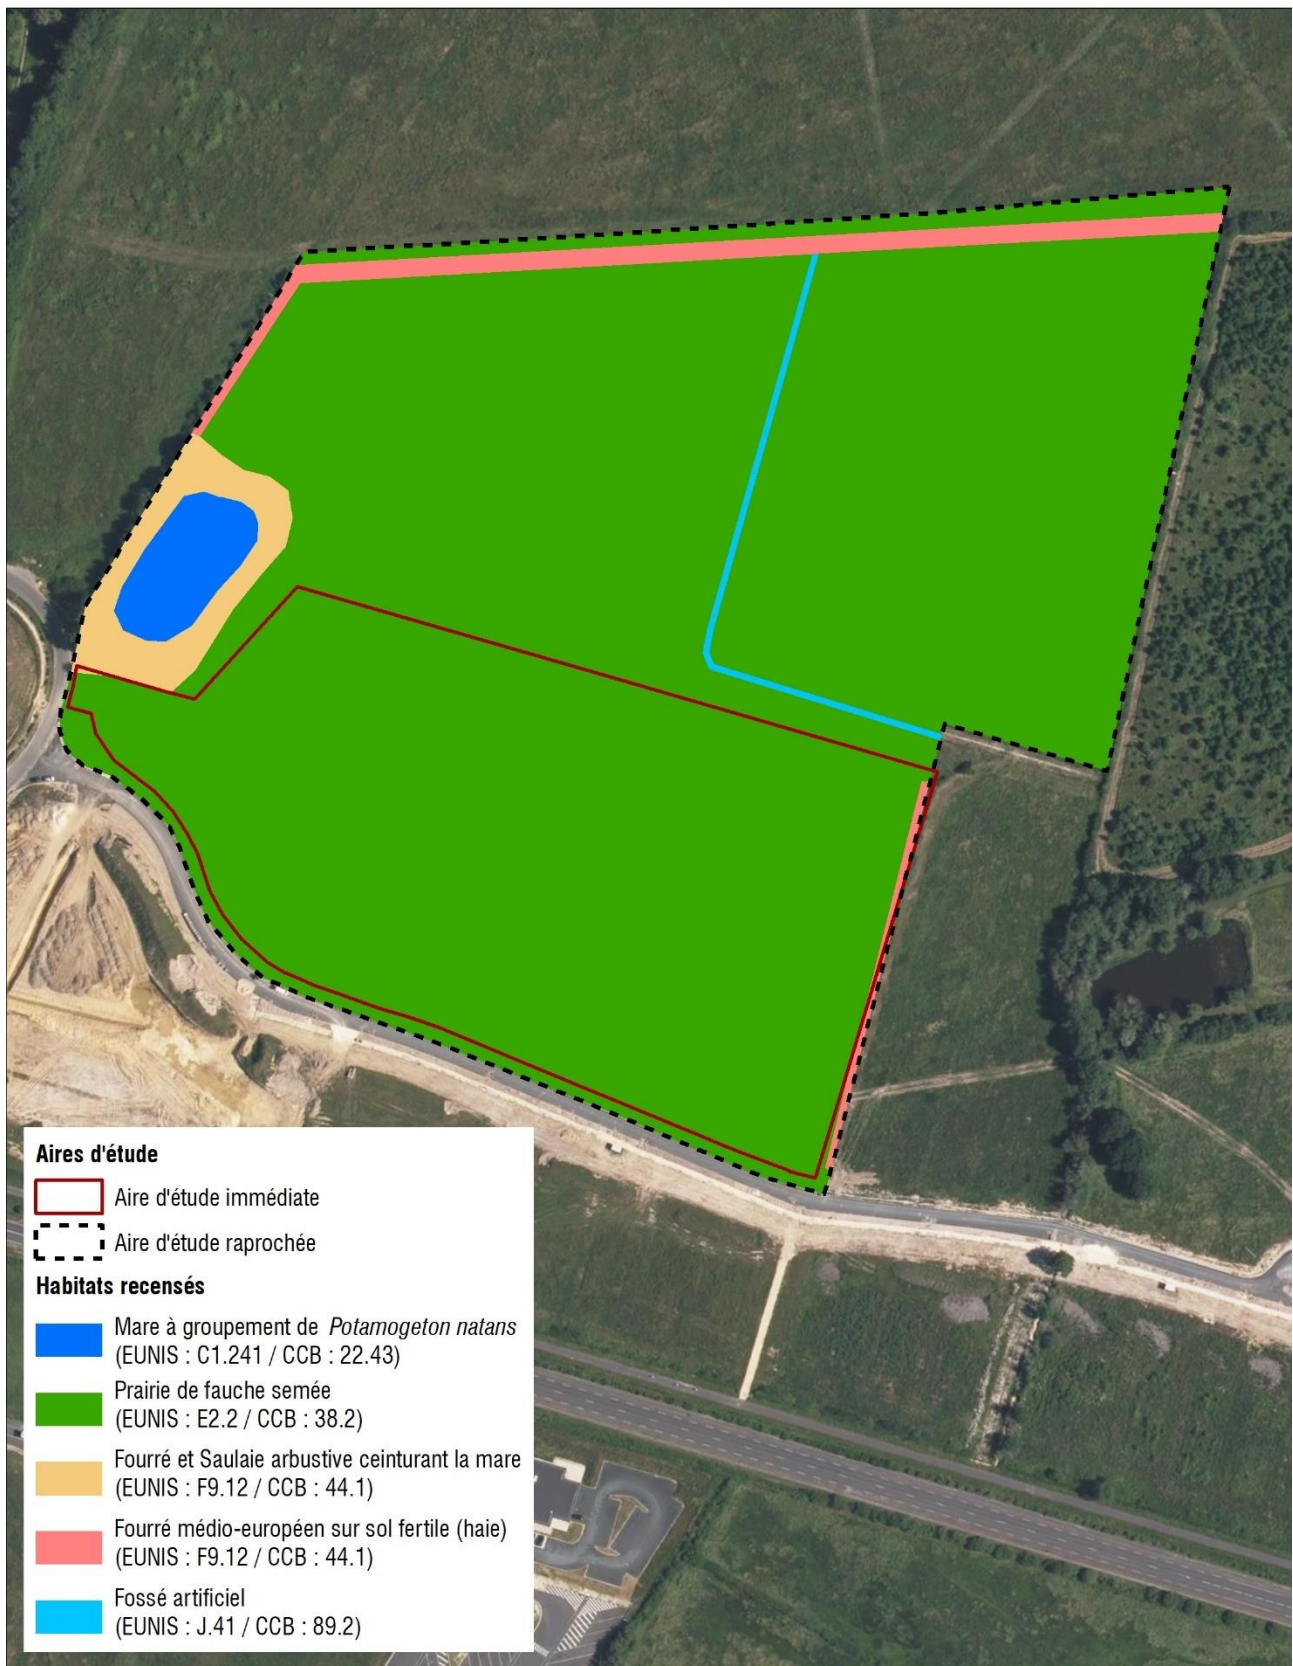 Aires d'étude
Aire d'étude immédiate
Aire d'étude raprochée
Habitats recensés
Mare à groupement de Potamogeton natans
(EUNIS : C1.241 / CCB : 22.43)
Prairie de fauche semée
(EUNIS : E2.2 / CCB : 38.2)
Fourré et Saulaie arbustive ceinturant la mare
(EUNIS : F9.12 / CCB : 44.1)
Fourré médio-européen sur sol fertile (haie)
(EUNIS : F9.12 / CCB : 44.1)
Fossé artificiel
(EUNIS : J.41 / CCB : 89.2)